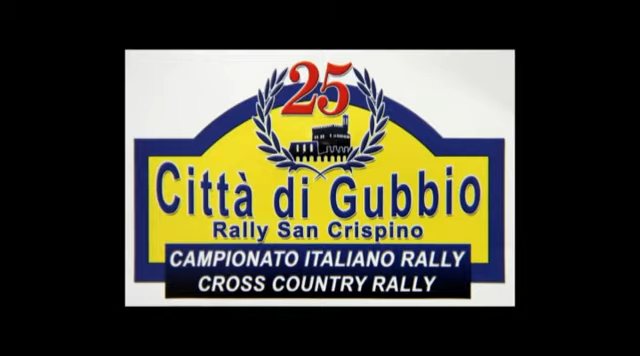 25
Città di Gubbio
Rally San Crispino
CAMPIONATO ITALIANO RALLY
CROSS COUNTRY RALLY